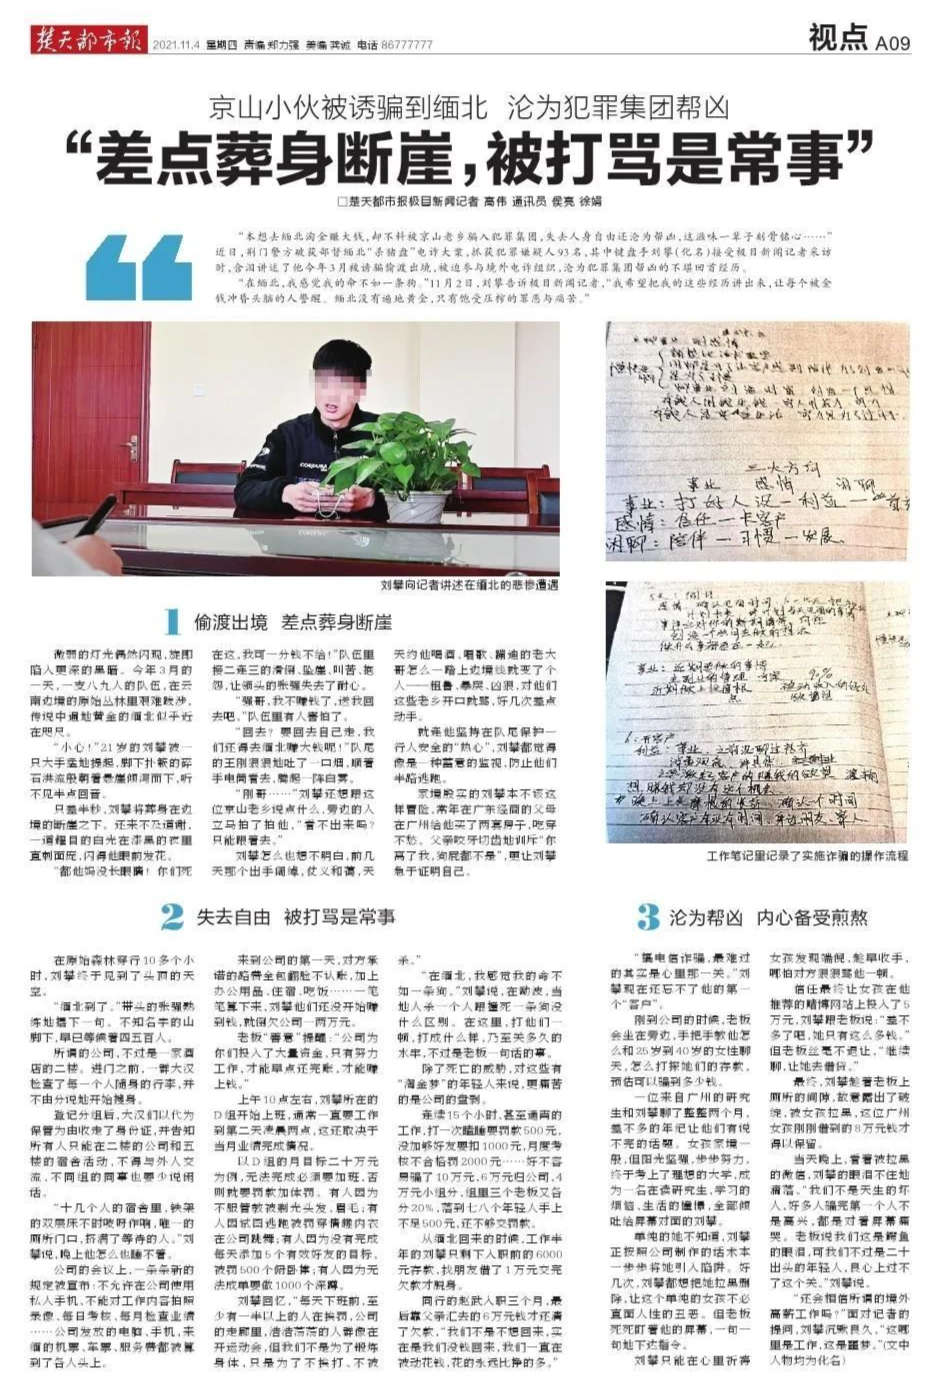 楚天都市报 2021.11.4 星期四 责编 郑力强 美编 龚诚 电话 86777777
视点 A09
京山小伙被诱骗到缅北 沦为犯罪集团帮凶
“差点葬身断崖，被打骂是常事”
□楚天都市报极目新闻记者 高伟 通讯员 侯亮 徐娟
“本想去缅北淘金赚大钱，却不料被京山老乡骗入犯罪集团，失去人身自由还沦为帮凶，这滋味一辈子刻骨铭心……”
近日，荆门警方破获部督缅北“杀猪盘”电诈大案，抓获犯罪嫌疑人93名，其中键盘手刘攀(化名)接受极目新闻记者采访
时，含泪讲述了他今年3月被诱骗偷渡出境，被迫参与境外电诈组织，沦为犯罪集团帮凶的不堪回首经历。
“在缅北，我感觉我的命不如一条狗。”11月2日，刘攀告诉极目新闻记者，“我希望把我的这些经历讲出来，让每个被金
钱冲昏头脑的人警醒。缅北没有遍地黄金，只有饱受压榨的罪恶与痛苦。”
三大方向
事业 感情 闲聊
感情：信任一卡客户
闲聊：陪伴一习惯一发展
刘攀向记者讲述在缅北的悲惨遭遇
工作笔记里记录了实施诈骗的操作流程
1 偷渡出境 差点葬身断崖
微弱的灯光偶然闪现，旋即
陷入更深的黑暗。今年3月的
一天，一支八九人的队伍，在云
南边境的原始丛林里艰难跋涉，
传说中遍地黄金的缅北似乎近
在咫尺。
“小心！”21岁的刘攀被一
只大手猛地拽起，脚下扑簌的碎
石洪流般朝着悬崖倾泻而下，听
不见半点回音。
只差半秒，刘攀将葬身在边
境的断崖之下。还来不及道谢，
一道耀目的白光在漆黑的夜里
直刺面庞，闪得他眼前发花。
“都他妈没长眼睛！你们死
在这，我可一分钱不给！”队伍里
接二连三的滑倒、坠崖、叫苦、抱
怨，让领头的张强失去了耐心。
“强哥，我不赚钱了，送我回
去吧。”队伍里有人害怕了。
“回去？要回去自己走，我
们还得去缅北赚大钱呢！”队尾
的王刚狠狠地吐了一口烟，顺着
手电筒看去，腾起一阵白雾。
“刚哥……”刘攀还想跟这
位京山老乡说点什么，旁边的人
立马拍了拍他，“看不出来吗？
只能跟着去。”
刘攀怎么也想不明白，前几
天那个出手阔绰，仗义和蔼，天
天约他喝酒、唱歌、蹦迪的老大
哥怎么一踏上边境线就变了个
人——粗鲁、暴戾、凶狠，对他们
这些老乡开口就骂，好几次差点
动手。
就连他坚持在队尾保护一
行人安全的“热心”，刘攀都觉得
像是一种蓄意的监视，防止他们
半路逃跑。
家境殷实的刘攀本不该这
样冒险，常年在广东经商的父母
在广州给他买了两套房子，吃穿
不愁。父亲咬牙切齿地训斥“你
离了我，狗屁都不是”，更让刘攀
急于证明自己。
2 失去自由 被打骂是常事
在原始森林穿行10多个小
时，刘攀终于见到了头顶的天
空。
“缅北到了。”带头的张强熟
练地撂下一句。不知名字的山
脚下，早已等候着四五百人。
所谓的公司，不过是一家酒
店的二楼。进门之前，一群大汉
检查了每一个人随身的行李，并
不由分说地开始搜身。
登记分组后，大汉们以代为
保管为由收走了身份证，并告知
所有人只能在二楼的公司和五
楼的宿舍活动，不得与外人交
流，不同组的同事也要少说闲
话。
“十几个人的宿舍里，铁架
的双层床不时吱呀作响，唯一的
厕所门口，挤满了等待的人。”刘
攀说，晚上他怎么也睡不着。
公司的会议上，一条条新的
规定被宣布：不允许在公司使用
私人手机、不能对工作内容拍照
录像、每日考核、每月检查业绩
……公司发放的电脑、手机，来
缅的机票、车票、服务费都被算
到了各人头上。
来到公司的第一天，对方承
诺的路费全包翻脸不认账，加上
办公用品、住宿、吃饭……一笔
笔算下来，刘攀他们还没开始赚
到钱，就倒欠公司一两万元。
老板“善意”提醒：“公司为
你们投入了大量资金，只有努力
工作，才能早点还完账，才能赚
上钱。”
上午10点左右，刘攀所在的
D组开始上班，通常一直要工作
到第二天凌晨两点，这还取决于
当月业绩完成情况。
以D组的月目标二十万元
为例，无法完成必须要加班，否
则就要罚款加体罚。有人因为
不服管教被剃光头发、眉毛；有
人因试图逃跑被罚穿情趣内衣
在公司跳舞；有人因为没有完成
每天添加5个有效好友的目标，
被罚500个俯卧撑；有人因为无
法成单要做1000个深蹲。
刘攀回忆，“每天下班前，至
少有一半以上的人在挨罚，公司
的走廊里，浩浩荡荡的人群像在
开运动会，但我们不是为了锻炼
身体，只是为了不挨打、不被
杀。”
“在缅北，我感觉我的命不
如一条狗。”刘攀说，在勐波，当
地人杀一个人跟撞死一条狗没
什么区别。在这里，打他们一
顿，打成什么样，乃至关多久的
水牢，不过是老板一句话的事。
除了死亡的威胁，对这些有
“淘金梦”的年轻人来说，更痛苦
的是公司的盘剥。
连续15个小时，甚至通宵的
工作，打一次瞌睡要罚款500元，
没加够好友要扣1000元，月度考
核不合格罚2000元……好不容
易骗了10万元，6万元归公司，4
万元小组分，组里三个老板又各
分20%，落到七八个年轻人手上
不足500元，还不够交罚款。
从缅北回来的时候，工作半
年的刘攀只剩下入职前的6000
元存款，找朋友借了1万元交完
欠款才脱身。
同行的赵武入职三个月，最
后靠父亲汇去的6万元钱才还清
了欠款，“我们不是不想回来，实
在是我们没钱回来，我们一直在
被动花钱，花的永远比挣的多。”
3 沦为帮凶 内心备受煎熬
“搞电信诈骗，最难过
的其实是心里那一关。”刘
攀现在还忘不了他的第一
个“客户”。
刚到公司的时候，老板
会坐在旁边，手把手教他怎
么和25岁到40岁的女性聊
天，怎么打探她们的存款，
预估可以骗到多少钱。
一位来自广州的研究
生和刘攀聊了整整两个月，
差不多的年纪让他们有说
不完的话题。女孩家境一
般，但阳光坚强，步步努力，
终于考上了理想的大学，成
为一名在读研究生，学习的
烦恼、生活的憧憬，全部倾
吐给屏幕对面的刘攀。
单纯的她不知道，刘攀
正按照公司制作的话术本
一步步将她引入陷阱。好
几次，刘攀都想把她拉黑删
除，让这个单纯的女孩不必
直面人性的丑恶。但老板
死死盯着他的屏幕，一句一
句地下达指令。
刘攀只能在心里祈祷
女孩发现端倪，趁早收手，
哪怕对方狠狠骂他一顿。
信任最终让女孩在他
推荐的赌博网站上投入了5
万元，刘攀跟老板说：“差不
多了吧，她只有这么多钱。”
但老板丝毫不退让，“继续
聊，让她去借贷。”
最终，刘攀趁着老板上
厕所的间隙，故意露出了破
绽，被女孩拉黑，这位广州
女孩刚刚借到的8万元钱才
得以保留。
当天晚上，看着被拉黑
的微信，刘攀的眼泪不住地
滴落。“我们不是天生的坏
人，好多人骗完第一个人不
是高兴，都是对着屏幕痛
哭。老板说我们这是鳄鱼
的眼泪，可我们不过是二十
出头的年轻人，良心上过不
了这个关。”刘攀说。
“还会相信所谓的境外
高薪工作吗？”面对记者的
提问，刘攀沉默良久，“这哪
里是工作，这是噩梦。”(文中
人物均为化名)